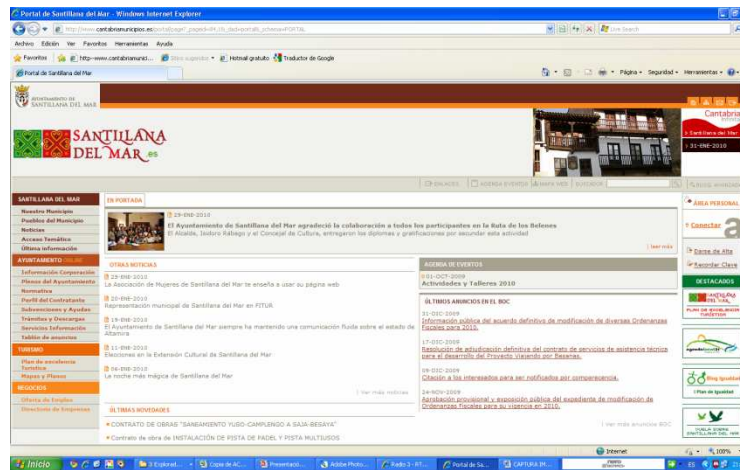 Portal de Santillana del Mar - Windows Internet Explorer
Archivo Edición Ver Favoritos Herramientas Ayuda
Favoritos
Hotmail gratuito Traductor de Google
Portal de Santillana del Mar
Página Seguridad Herramientas
AYUNTAMIENTO DE
SANTILLANA DEL MAR
SANTILLANA
DEL MAR.es
Cantabria
Santillana del Mar
31-ENE-2010
ENLACES AGENDA EVENTOS MAPA WEB BUSCADOR
SANTILLANA DEL MAR
Nuestro Municipio
Pueblos del Municipio
Noticias
Acceso Temático
Última información
AYUNTAMIENTO ONLINE
Información Corporación
Plenos del Ayuntamiento
Normativa
Perfil del Contratante
Subvenciones y Ayudas
Trámites y Descargas
Servicios Información
Tablón de anuncios
TURISMO
Plan de excelencia
Turística
Mapas y Planos
NEGOCIOS
Oferta de Empleo
Directorio de Empresas
EN PORTADA
29-ENE-2010
El Ayuntamiento de Santillana del Mar agradeció la colaboración a todos los participantes en la Ruta de los Belenes
El Alcalde, Isidoro Rábago y el Concejal de Cultura, entregaron los diplomas y gratificaciones por secundar esta actividad
leer más
OTRAS NOTICIAS
25-ENE-2010
La Asociación de Mujeres de Santillana del Mar te enseña a usar su página web
20-ENE-2010
Representación municipal de Santillana del Mar en FITUR
19-ENE-2010
El Ayuntamiento de Santillana del Mar siempre ha mantenido una comunicación fluida sobre el estado de
Altamira
11-ENE-2010
Elecciones en la Extensión Cultural de Santillana del Mar
06-ENE-2010
La noche más mágica de Santillana del Mar
Ver más noticias
ÚLTIMAS NOVEDADES
CONTRATO DE OBRAS "SANEAMIENTO YUSO-CAMPLENGO A SAJA-BESAYA"
Contrato de obra de INSTALACIÓN DE PISTA DE PADEL Y PISTA MULTIUSOS
AGENDA DE EVENTOS
01-OCT-2009
Actividades y Talleres 2010
ÚLTIMOS ANUNCIOS EN EL BOC
31-DIC-2009
Información pública del acuerdo definitivo de modificación de diversas Ordenanzas
Fiscales para 2010.
17-DIC-2009
Resolución de adjudicación definitiva del contrato de servicios de asistencia técnica
para el desarrollo del Proyecto Viajando por Besanas.
09-DIC-2009
Citación a los interesados para ser notificados por comparecencia.
24-NOV-2009
Aprobación provisional y exposición pública del expediente de modificación de
Ordenanzas Fiscales para su vigencia en 2010.
Ver más anuncios BOC
ÁREA PERSONAL
Conectar
Darse de Alta
Recordar Clave
DESTACADOS
PLAN DE EXCELENCIA
TURÍSTICA
Blog Igualdad
I Plan de Igualdad
Internet 100%
Inicio